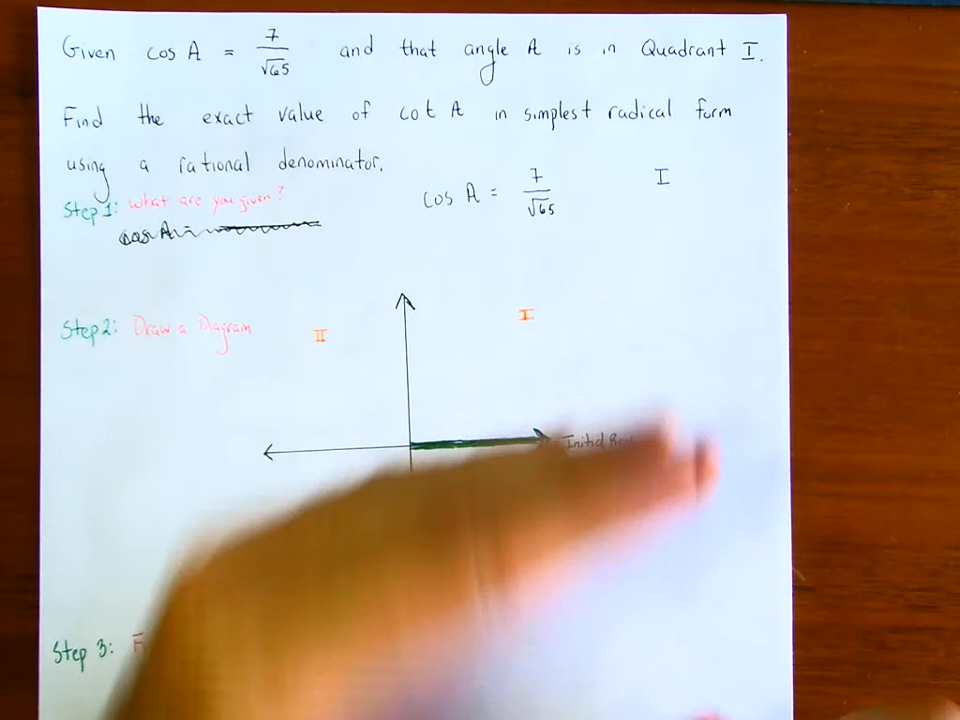 Given cos A = 7/√65 and that angle A is in Quadrant I.
Find the exact value of cot A in simplest radical form
using a rational denominator.
cos A = 7/√65 I
Step 1: What are you given?
cos A =
Step 2: Draw a Diagram
II I
Initial
Step 3: